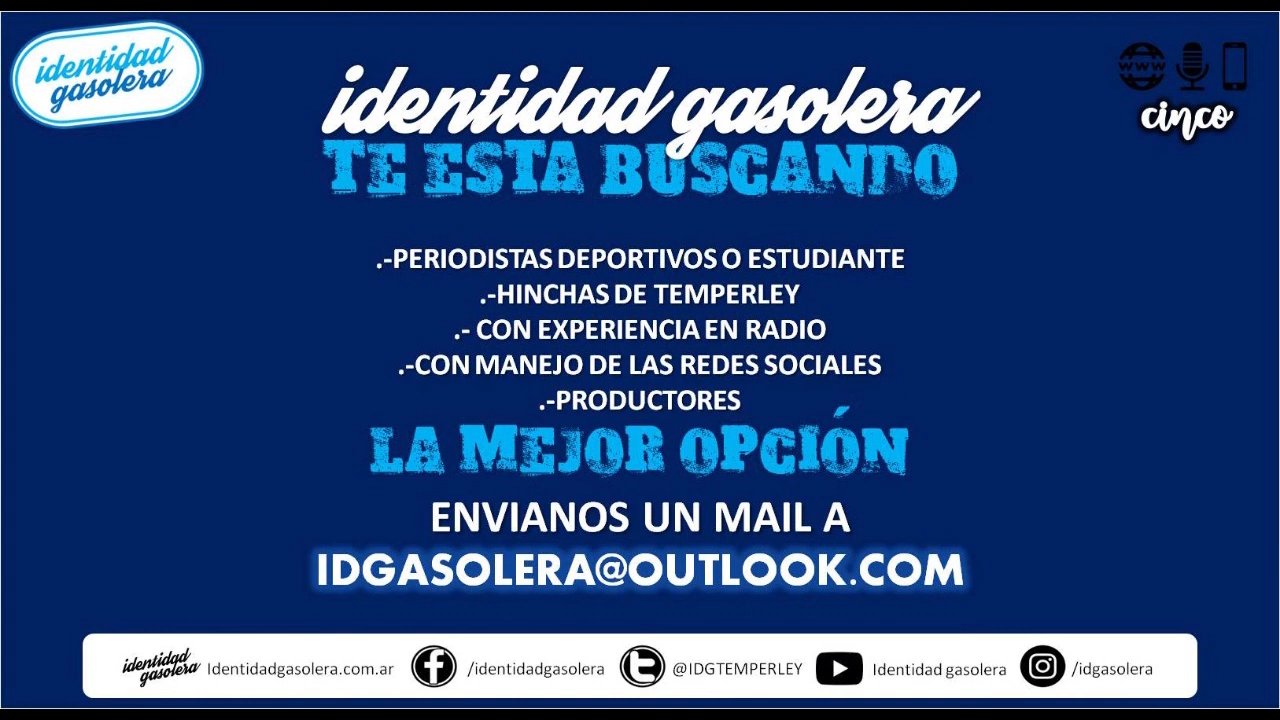 identidad
gasolera
www
cinco
identidad gasolera
TE ESTA BUSCANDO
.-PERIODISTAS DEPORTIVOS O ESTUDIANTE
.-HINCHAS DE TEMPERLEY
.- CON EXPERIENCIA EN RADIO
.-CON MANEJO DE LAS REDES SOCIALES
.-PRODUCTORES
LA MEJOR OPCIÓN
ENVIANOS UN MAIL A
IDGASOLERA@OUTLOOK.COM
identidad
gasolera
Identidadgasolera.com.ar /identidadgasolera @IDGTEMPERLEY Identidad gasolera /idgasolera